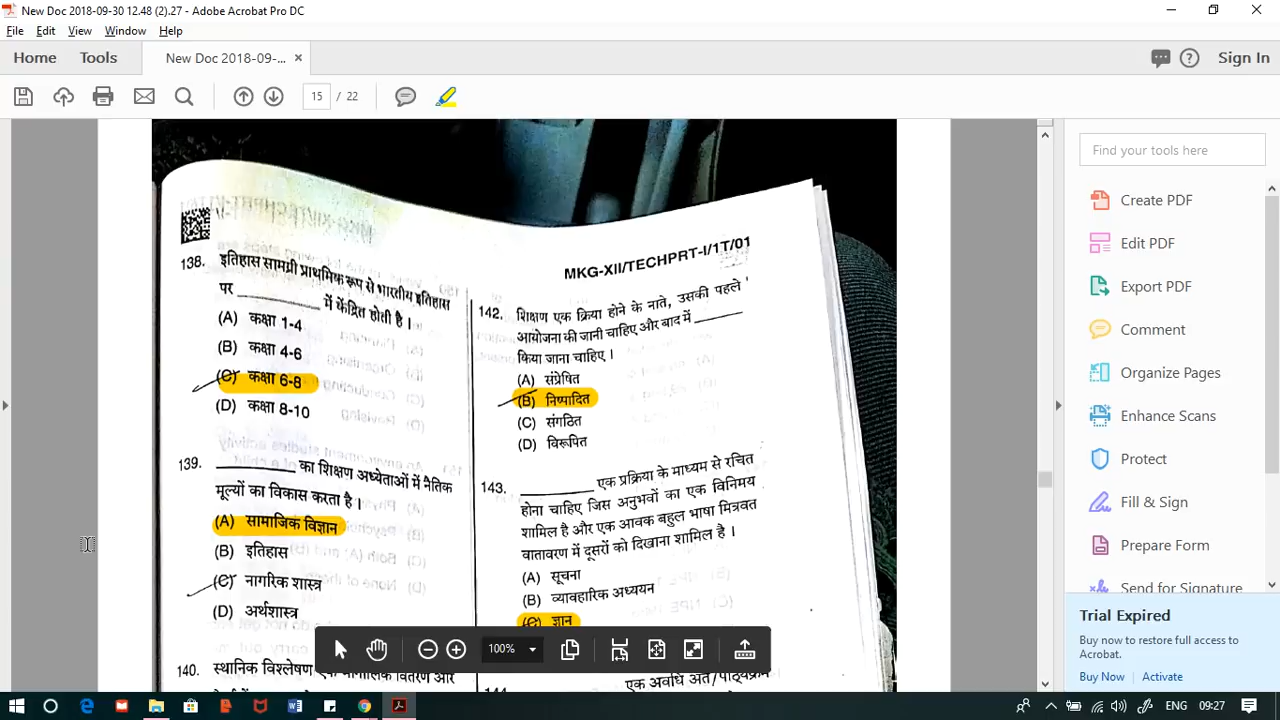 New Doc 2018-09-30 12.48 (2).27 - Adobe Acrobat Pro DC
File Edit View Window Help
Home Tools New Doc 2018-09-... × Sign In
15 / 22
MKG-XII/TECHPRT-I/1T/01
138. इतिहास सामग्री प्राथमिक रूप से भारतीय इतिहास
पर ________ में केंद्रित होती है ।
(A) कक्षा 1-4
(B) कक्षा 4-6
(C) कक्षा 6-8
(D) कक्षा 8-10
139. ________ का शिक्षण अध्येताओं में नैतिक
मूल्यों का विकास करता है ।
(A) सामाजिक विज्ञान
(B) इतिहास
(C) नागरिक शास्त्र
(D) अर्थशास्त्र
140. स्थानिक विश्लेषण
142. शिक्षण एक क्रिया होने के नाते, उसकी पहले
आयोजना की जानी चाहिए और बाद में ________
किया जाना चाहिए ।
(A) संप्रेषित
(B) निष्पादित
(C) संगठित
(D) विरूपित
143. ________ एक प्रक्रिया के माध्यम से रचित
होना चाहिए जिस अनुभवों का एक विनिमय
शामिल है और एक आवक बहुल भाषा मित्रवत
वातावरण में दूसरों को दिखाना शामिल है ।
(A) सूचना
(B) व्यावहारिक अध्ययन
(C) ज्ञान
एक अवधि अंत/पाठ्यक्रम
100%
Find your tools here
Create PDF
Edit PDF
Export PDF
Comment
Organize Pages
Enhance Scans
Protect
Fill & Sign
Prepare Form
Send for Signature
Trial Expired
Buy now to restore full access to
Acrobat.
Buy Now Activate
ENG 09:27